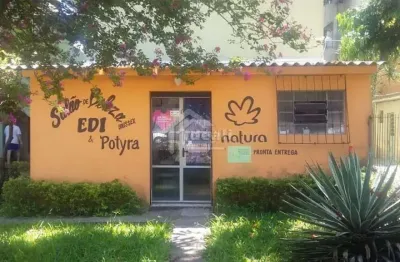 Salão de Beleza
EDI
& Potyra
natura
PRONTA ENTREGA